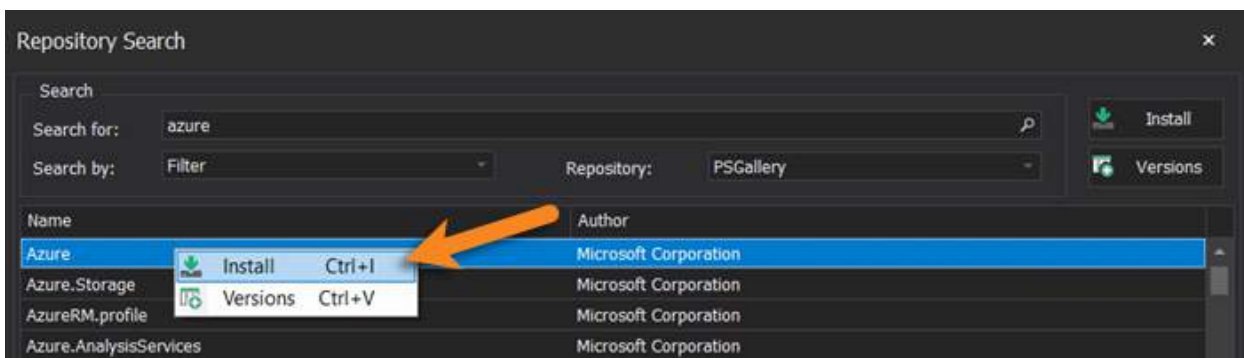 Repository Search
Search
Search for: azure Install
Search by: Filter Repository: PSGallery Versions
Name Author
Azure Microsoft Corporation
Install Ctrl+I
Azure.Storage Microsoft Corporation
Versions Ctrl+V
AzureRM.profile Microsoft Corporation
Azure.AnalysisServices Microsoft Corporation